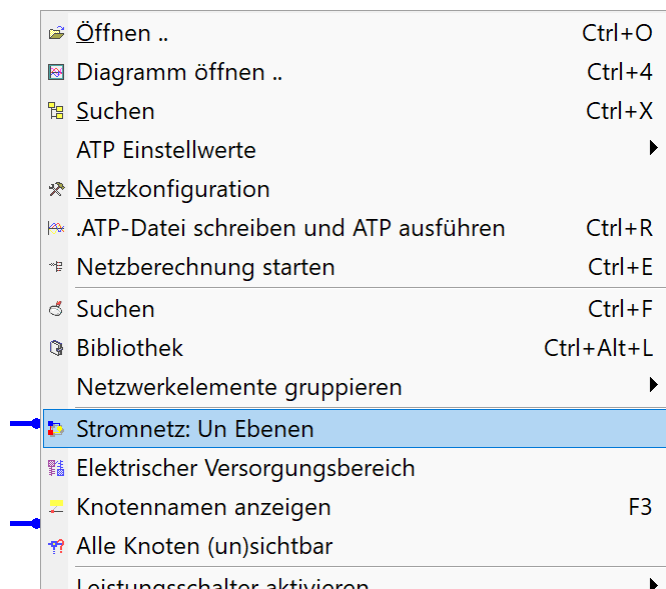 Öffnen .. Ctrl+O
Diagramm öffnen .. Ctrl+4
Suchen Ctrl+X
ATP Einstellwerte
Netzkonfiguration
.ATP-Datei schreiben und ATP ausführen Ctrl+R
Netzberechnung starten Ctrl+E
Suchen Ctrl+F
Bibliothek Ctrl+Alt+L
Netzwerkelemente gruppieren
Stromnetz: Un Ebenen
Elektrischer Versorgungsbereich
Knotennamen anzeigen F3
Alle Knoten (un)sichtbar
Leistungsschalter aktivieren